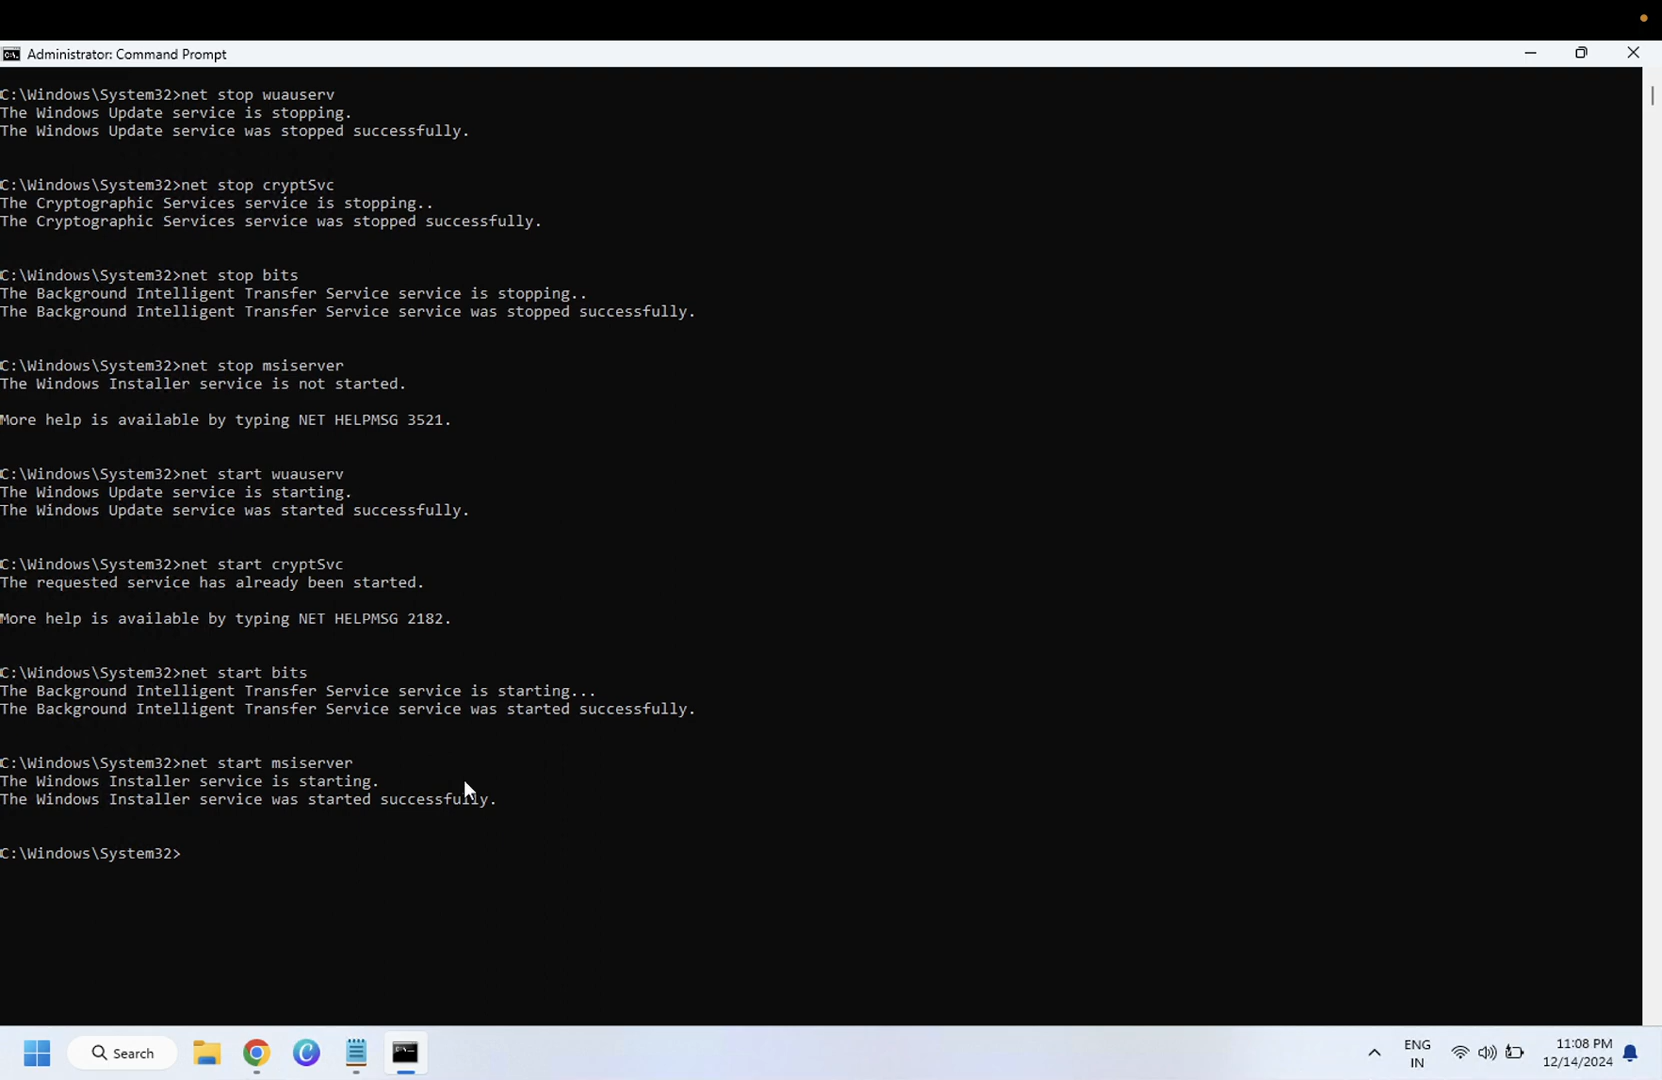 Administrator: Command Prompt
C:\Windows\System32>net stop wuauserv
The Windows Update service is stopping.
The Windows Update service was stopped successfully.
C:\Windows\System32>net stop cryptSvc
The Cryptographic Services service is stopping..
The Cryptographic Services service was stopped successfully.
C:\Windows\System32>net stop bits
The Background Intelligent Transfer Service service is stopping..
The Background Intelligent Transfer Service service was stopped successfully.
C:\Windows\System32>net stop msiserver
The Windows Installer service is not started.
More help is available by typing NET HELPMSG 3521.
C:\Windows\System32>net start wuauserv
The Windows Update service is starting.
The Windows Update service was started successfully.
C:\Windows\System32>net start cryptSvc
The requested service has already been started.
More help is available by typing NET HELPMSG 2182.
C:\Windows\System32>net start bits
The Background Intelligent Transfer Service service is starting...
The Background Intelligent Transfer Service service was started successfully.
C:\Windows\System32>net start msiserver
The Windows Installer service is starting.
The Windows Installer service was started successfully.
C:\Windows\System32>
Search
ENG
IN
11:08 PM
12/14/2024